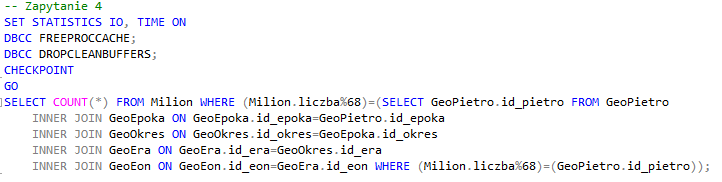 -- Zapytanie 4
SET STATISTICS IO, TIME ON
DBCC FREEPROCCACHE;
DBCC DROPCLEANBUFFERS;
CHECKPOINT
GO
SELECT COUNT(*) FROM Milion WHERE (Milion.liczba%68)=(SELECT GeoPietro.id_pietro FROM GeoPietro
    INNER JOIN GeoEpoka ON GeoEpoka.id_epoka=GeoPietro.id_epoka
    INNER JOIN GeoOkres ON GeoOkres.id_okres=GeoEpoka.id_okres
    INNER JOIN GeoEra ON GeoEra.id_era=GeoOkres.id_era
    INNER JOIN GeoEon ON GeoEon.id_eon=GeoEra.id_eon WHERE (Milion.liczba%68)=(GeoPietro.id_pietro));